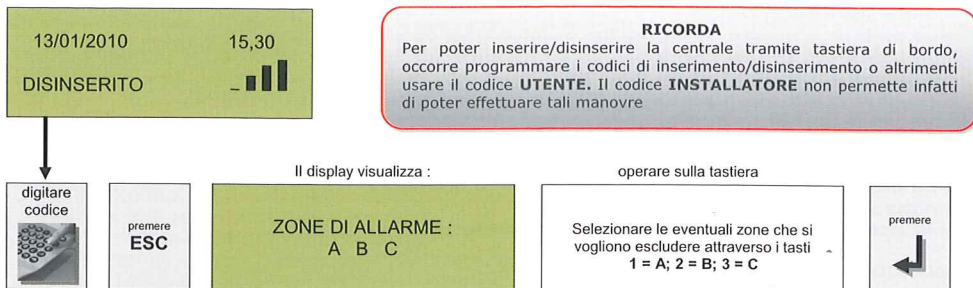 13/01/2010 15,30
DISINSERITO
RICORDA
Per poter inserire/disinserire la centrale tramite tastiera di bordo,
occorre programmare i codici di inserimento/disinserimento o altrimenti
usare il codice UTENTE. Il codice INSTALLATORE non permette infatti
di poter effettuare tali manovre
digitare
codice
premere
ESC
Il display visualizza :
ZONE DI ALLARME :
A B C
operare sulla tastiera
Selezionare le eventuali zone che si
vogliono escludere attraverso i tasti
1 = A; 2 = B; 3 = C
premere